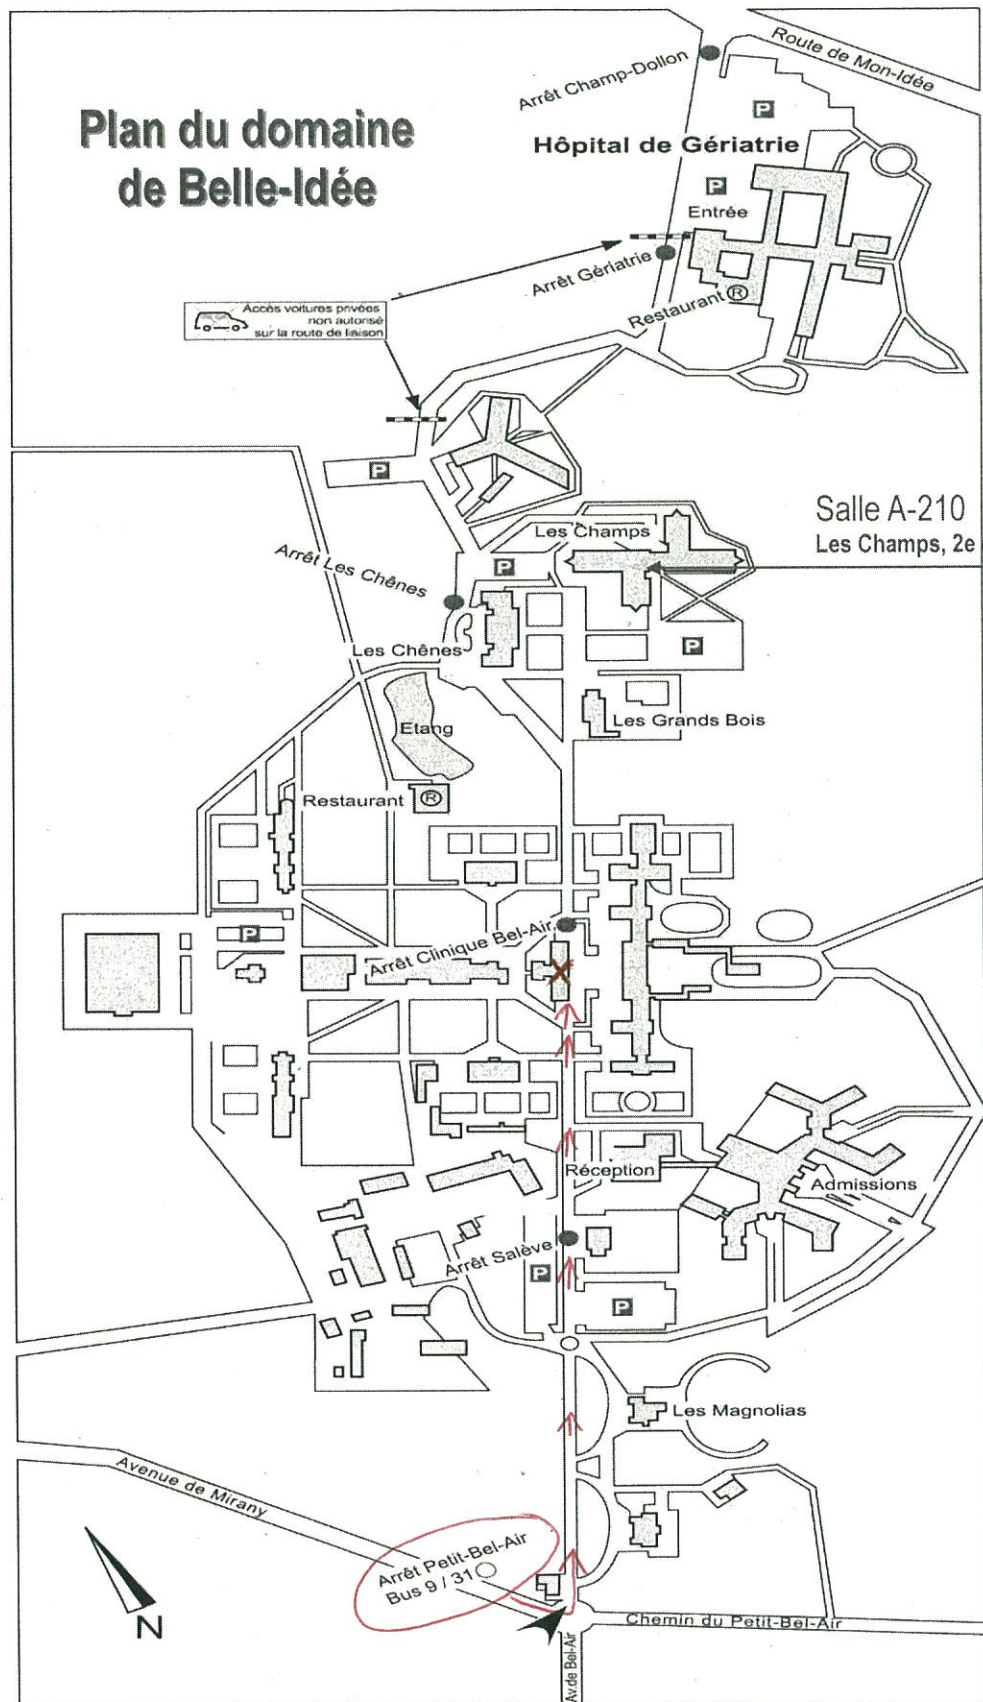 Plan du domaine
de Belle-Idée
Route de Mon-Idée
Arrêt Champ-Dollon
P
Hôpital de Gériatrie
P
Entrée
Arrêt Gériatrie
Restaurant R
Accès voitures privées
non autorisé
sur la route de liaison
P
Salle A-210
Les Champs, 2e
Les Champs
Arrêt Les Chênes
P
Les Chênes
P
Etang
Les Grands Bois
Restaurant R
P
Arrêt Clinique Bel-Air
X
Réception
Admissions
Arrêt Salève
P
P
Les Magnolias
Avenue de Mirany
Arrêt Petit-Bel-Air
Bus 9 / 31
N
Chemin du Petit-Bel-Air
Av.de Bel-Air